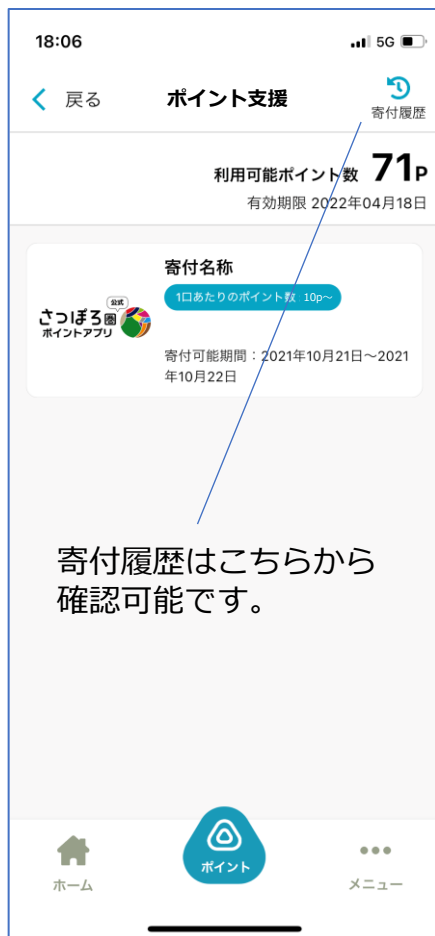 18:06
5G
戻る
ポイント支援
寄付履歴
利用可能ポイント数 71P
有効期限 2022年04月18日
寄付名称
1口あたりのポイント数 10p〜
公式
さっぽろ圏
ポイントアプリ
寄付可能期間：2021年10月21日〜2021
年10月22日
寄付履歴はこちらから
確認可能です。
ホーム
ポイント
メニュー